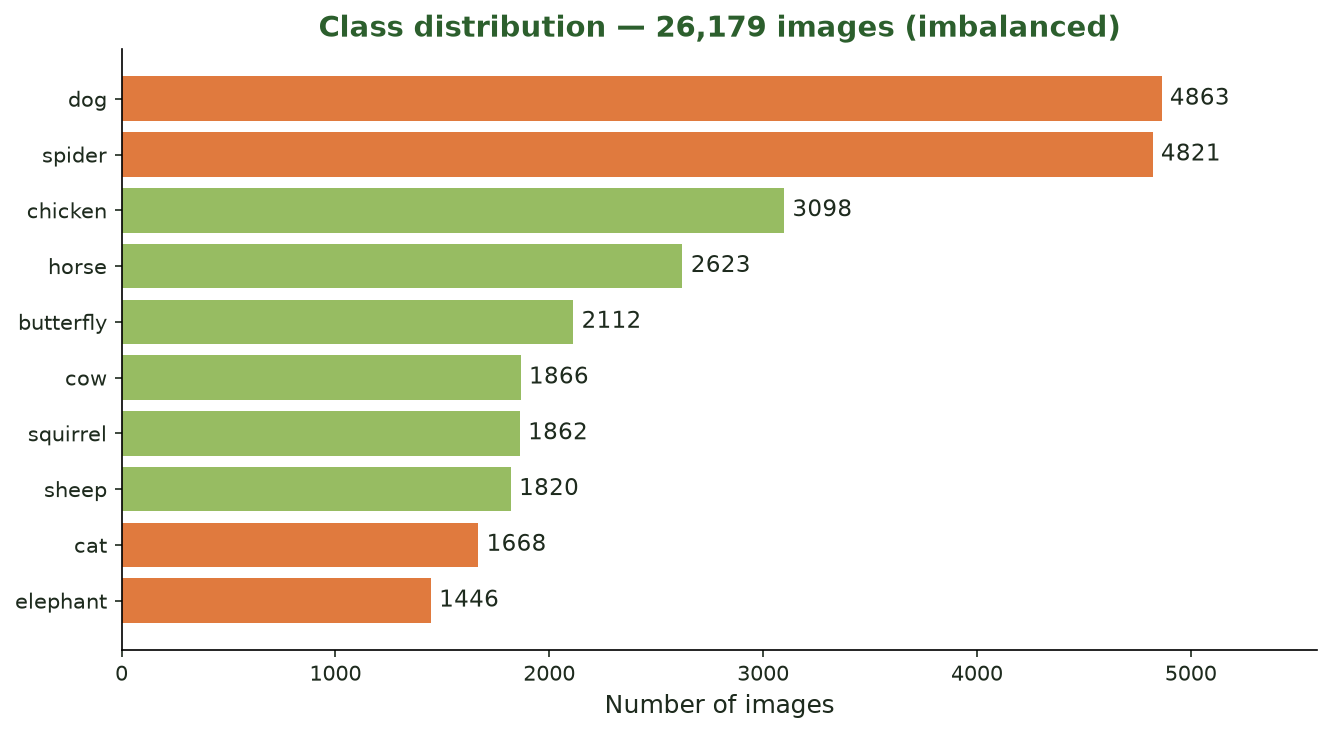 Class distribution — 26,179 images (imbalanced)
dog 4863
spider 4821
chicken 3098
horse 2623
butterfly 2112
cow 1866
squirrel 1862
sheep 1820
cat 1668
elephant 1446
0 1000 2000 3000 4000 5000
Number of images